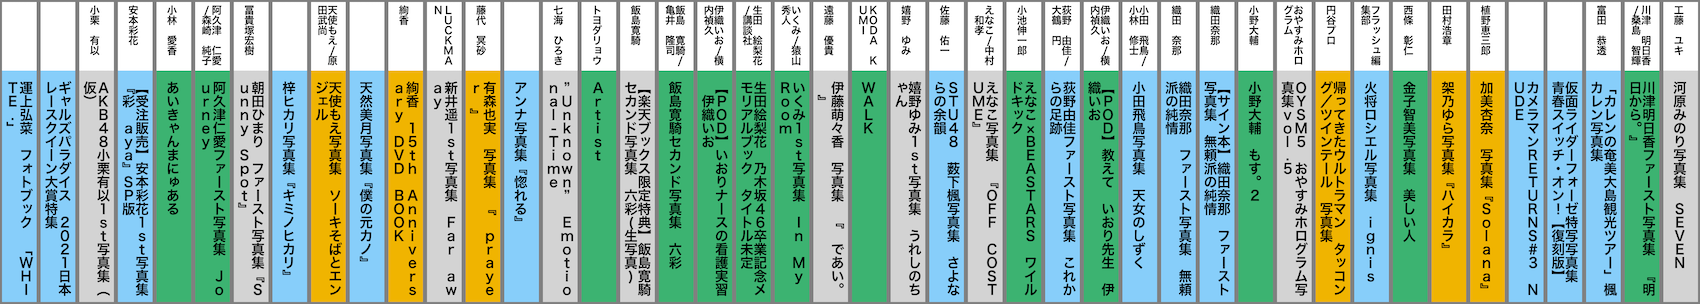 工藤 ユキ
河原みのり写真集 SEVEN
川津 明日香
/桑島 智輝
川津明日香ファースト写真集 『明
日から。』
富田 恭透
「カレンの奄美大島観光ツアー」楓
カレン写真集
仮面ライダーフォーゼ特写写真集
青春スイッチ・オン!【復刻版】
カメラマンRETURNS#3 N
UDE
植野恵三郎
加美杏奈 写真集『Solana』
田村浩章
架乃ゆら写真集『ハイカラ』
西條 彰仁
金子智美写真集 美しい人
フラッシュ編
集部
火将ロシエル写真集 ignis
円谷プロ
帰ってきたウルトラマン タッコン
グ/ツインテール 写真集
おやすみホロ
グラム
OYSM5 おやすみホログラム写
真集vol.5
小野大輔
小野大輔 もす。2
織田奈那
【サイン本】織田奈那 ファースト
写真集 無頼派の純情
織田 奈那
織田奈那 ファースト写真集 無頼
派の純情
小田 飛鳥/
小林 修士
小田飛鳥写真集 天女のしずく
伊織いお/横
内禎久
【POD】教えて いおり先生 伊
織いお
荻野 由佳/
大鶴 円
荻野由佳ファースト写真集 これか
らの足跡
小池伸一郎
えなこ×BEASTARS ワイル
ドキック
えなこ/中村
和孝
えなこ写真集 『OFF COST
UME』
佐藤 佑一
STU48 薮下楓写真集 さよな
らの余韻
嬉野 ゆみ
嬉野ゆみ1st写真集 うれしのち
ゃん
KODA K
UMI
WALK
遠藤 優貴
伊藤萌々香 写真集 『 であい。
』
いくみ/猿山
秀人
いくみ1st写真集 In My
Room
生田 絵梨花
/講談社
生田絵梨花 乃木坂46卒業記念メ
モリアルブック タイトル未定
伊織いお/横
内禎久
【POD】いおりナースの看護実習
 伊織いお
飯島 寛騎/
亀井 隆司
飯島寛騎セカンド写真集 六彩
飯島寛騎
【楽天ブックス限定特典】飯島寛騎
セカンド写真集 六彩(生写真)
トヨダリョウ
Artist
七海 ひろき
"Unknown" Emotio
nal-Time
アンナ写真集『惚れる』
藤代 冥砂
有森也実 写真集 『 praye
r 』
LUCKMA
N
新井遥1st写真集 Far aw
ay
絢香
絢香 15th Annivers
ary DVD BOOK
天然美月写真集『僕の元カノ』
天使もえ/原
田武尚
天使もえ写真集 ソーキそばとエン
ジェル
梓ヒカリ写真集『キミノヒカリ』
冨貴塚宏樹
朝田ひまり ファースト写真集『S
unny Spot』
阿久津 仁愛
/森崎 純子
阿久津仁愛ファースト写真集 Jo
urney
小林 愛香
あいきゃんまにゅある
安本彩花
【受注販売】安本彩花1st写真集
『彩 aya』SP版
小栗 有以
AKB48小栗有以1st写真集(
仮)
ギャルズパラダイス 2021日本
レースクイーン大賞特集
運上弘菜 フォトブック 『WHI
TE.』